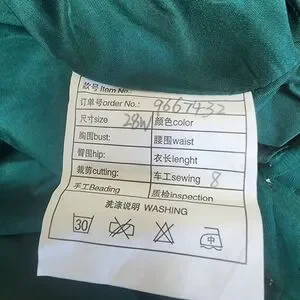 款号Item No.:
订单号order No.: 9667432
尺寸size 28W 颜色color
胸围bust: 腰围waist
臀围hip: 衣长lenght
裁剪cutting: 车工sewing 8
手工Beading 质检inspection
洗涤说明 WASHING
30 中